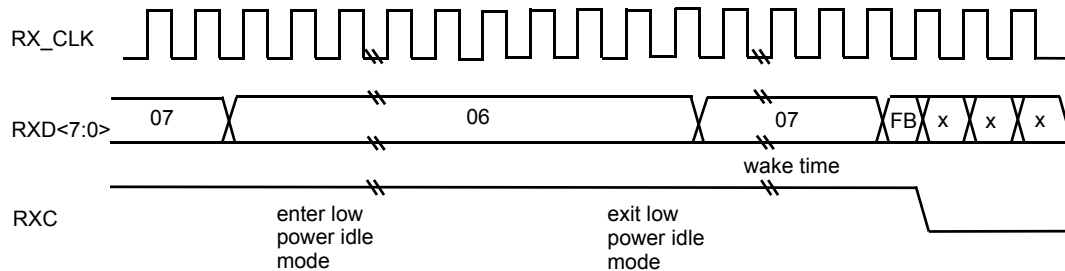 RX_CLK
RXD<7:0>
07
06
07
FB
x
x
x
wake time
RXC
enter low
power idle
mode
exit low
power idle
mode